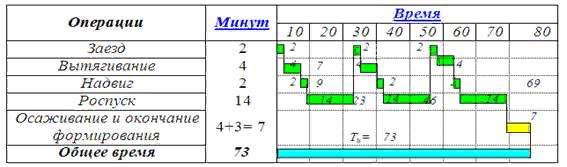 Операции Минут Время
10 20 30 40 50 60 70 80
Заезд 2 2 2 2
Вытягивание 4 4 7 4 4
Надвиг 2 2 9 2 2 69
Роспуск 14 14 23 14 46 14
Осаживание и окончание формирования 4+3= 7 7
Tb= 73
Общее время 73